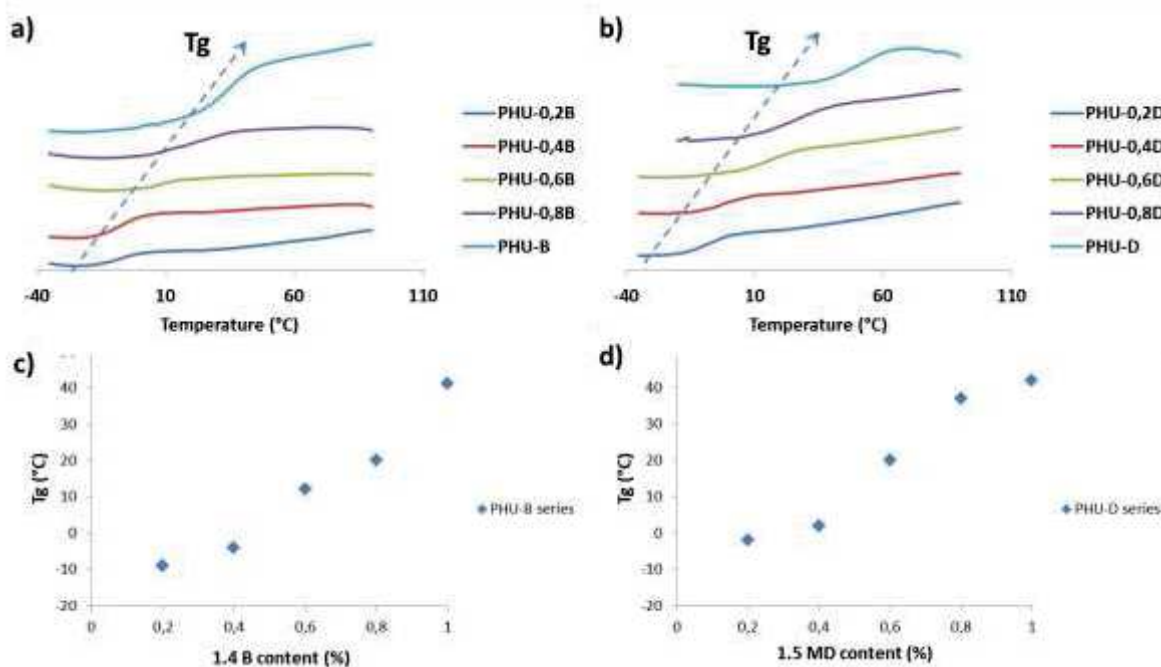 a)
Tg
PHU-0,2B
PHU-0,4B
PHU-0,6B
PHU-0,8B
PHU-B
-40 10 60 110
Temperature (°C)
b)
Tg
PHU-0,2D
PHU-0,4D
PHU-0,6D
PHU-0,8D
PHU-D
-40 10 60 110
Temperature (°C)
c)
40
30
20
10
0
-10
-20
Tg (°C)
0 0,2 0,4 0,6 0,8 1
1.4 B content (%)
PHU-B series
d)
40
30
20
10
0
-10
-20
Tg (°C)
0 0,2 0,4 0,6 0,8 1
1.5 MD content (%)
PHU-D series